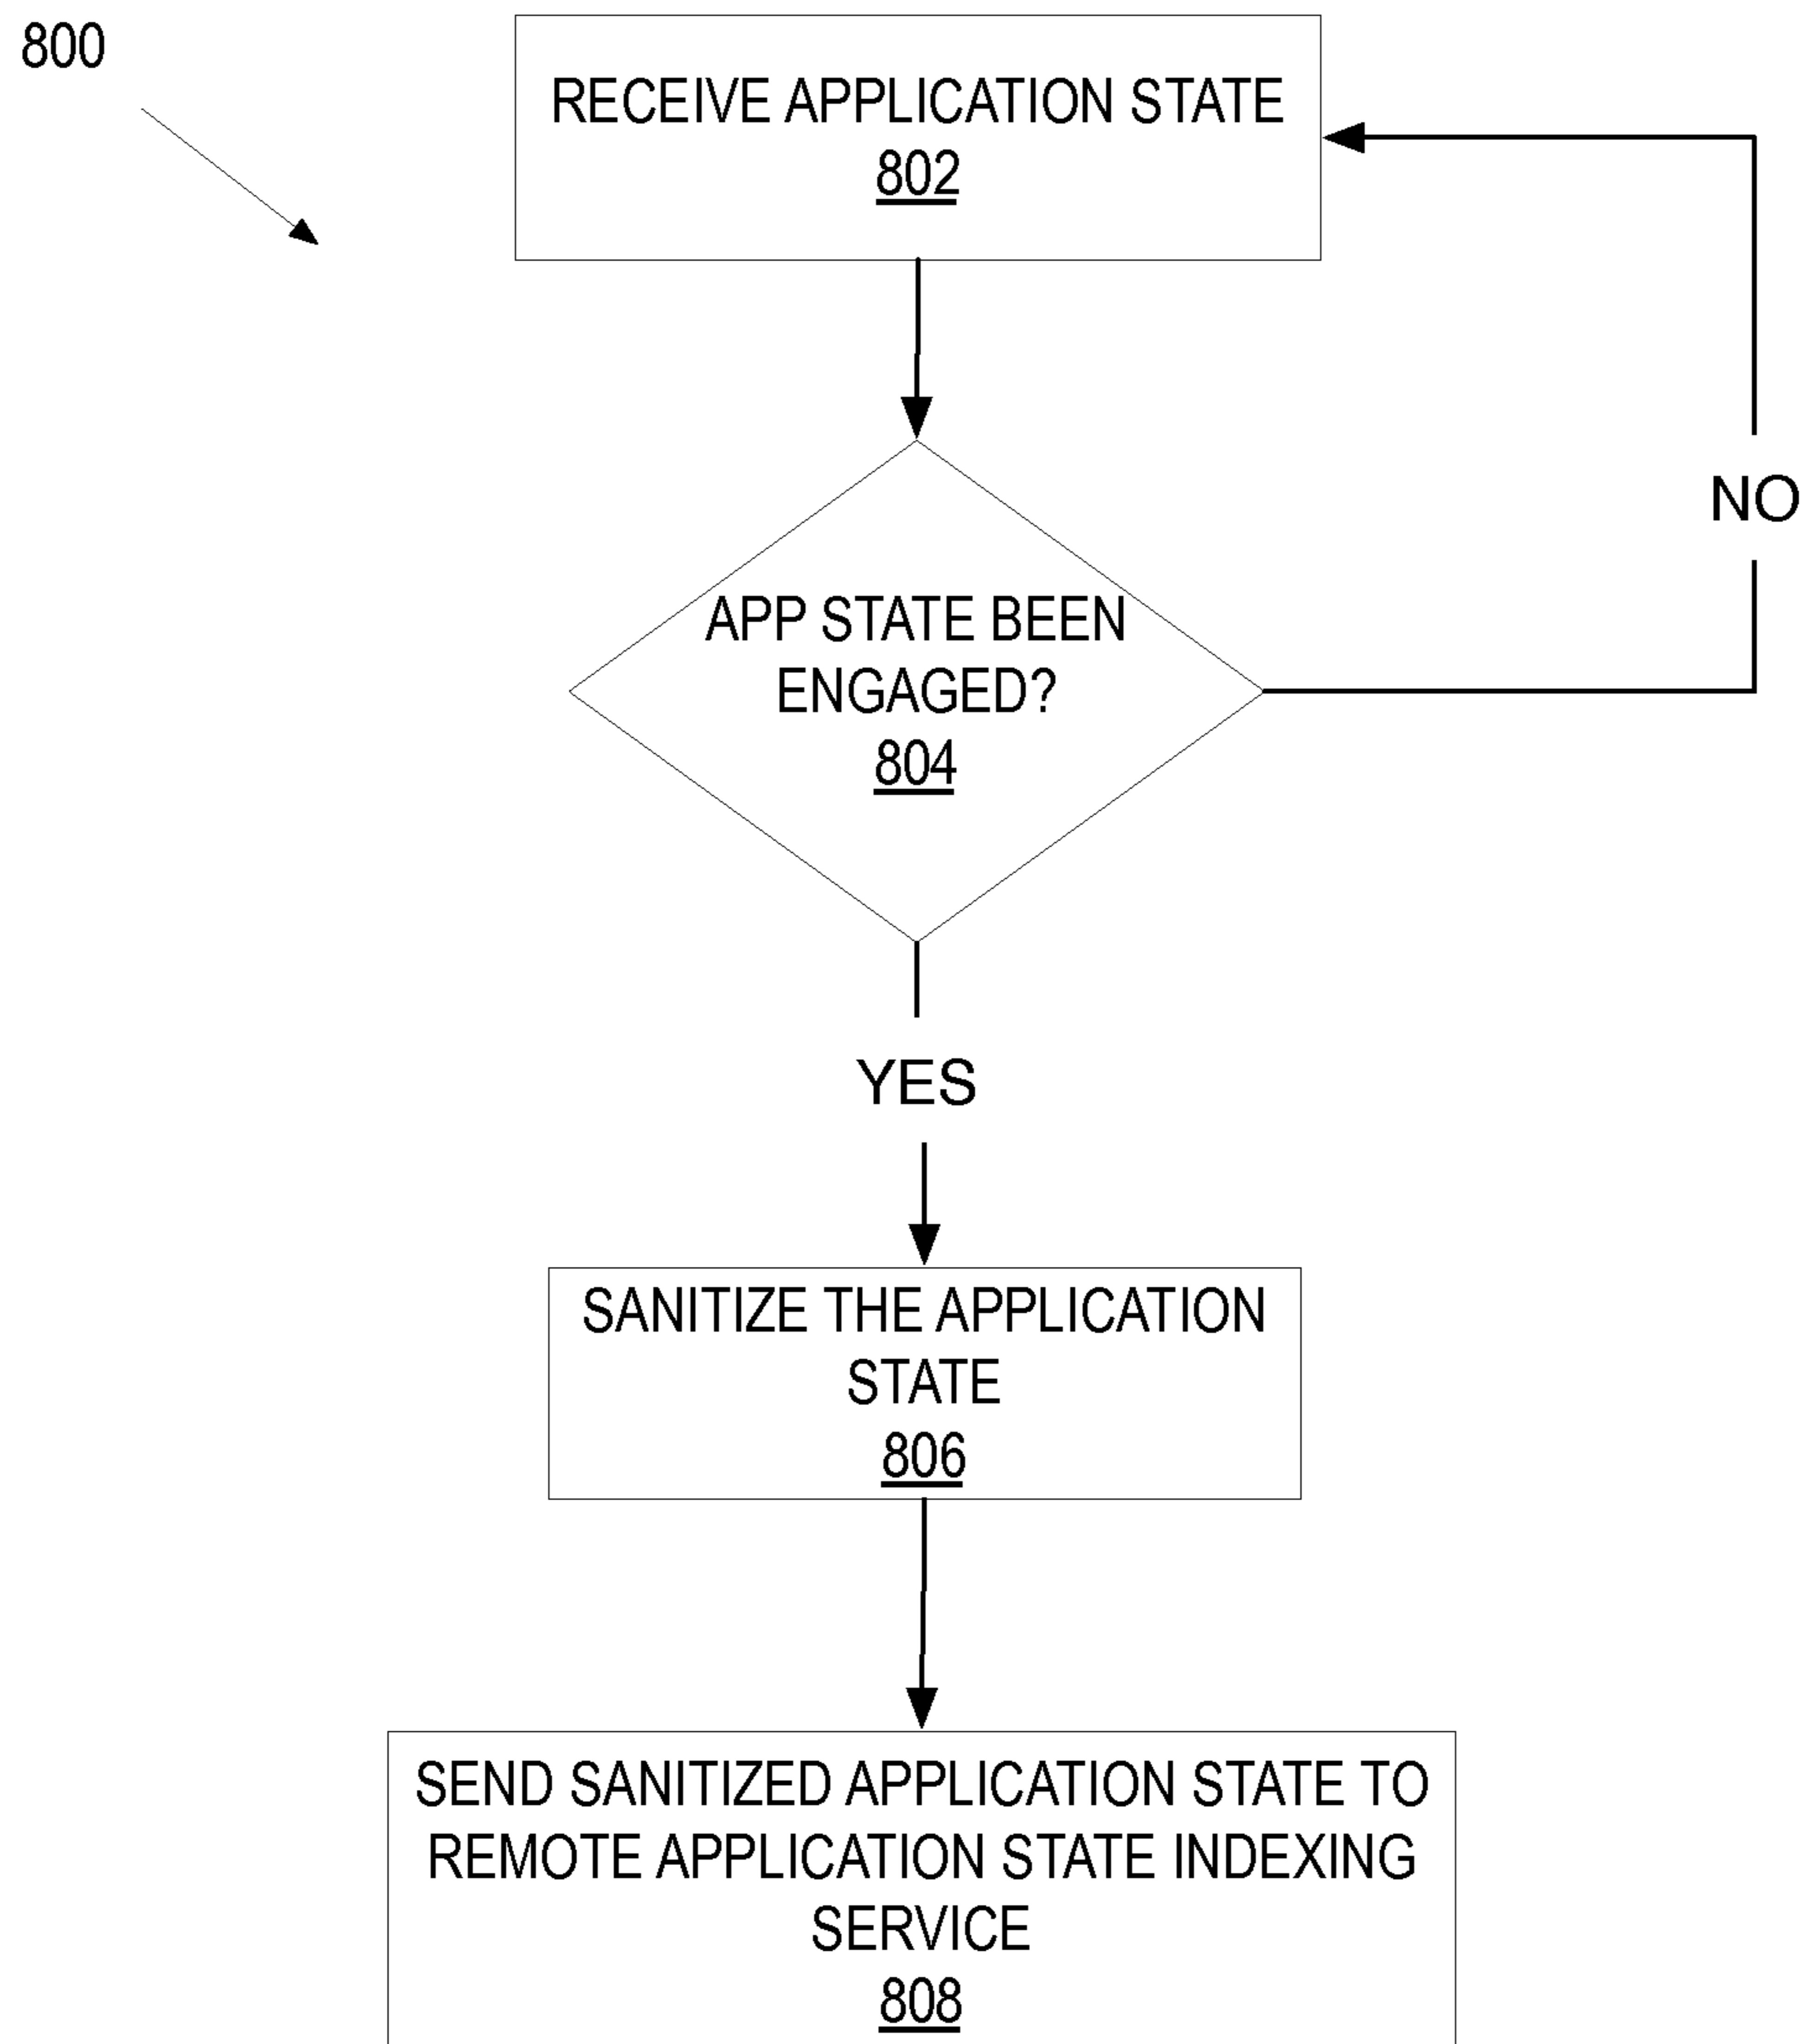 800
RECEIVE APPLICATION STATE
802
APP STATE BEEN
ENGAGED?
804
NO
YES
SANITIZE THE APPLICATION
STATE
806
SEND SANITIZED APPLICATION STATE TO
REMOTE APPLICATION STATE INDEXING
SERVICE
808